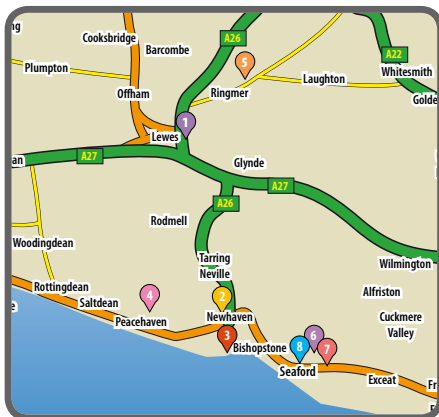 ng
Cooksbridge
A26
Barcombe
A22
Plumpton
5
Whitesmith
Laughton
Offham
Ringmer
Golde
1
Lewes
an
A27
Glynde
A27
A26
Rodmell
Woodingdean
Tarring
Neville
Wilmington
Rottingdean
4
Alfriston
Saltdean
2
e
Peacehaven
Newhaven
Cuckmere
Valley
3
Bishopstone
8
6
7
Seaford
Exceat
Fr